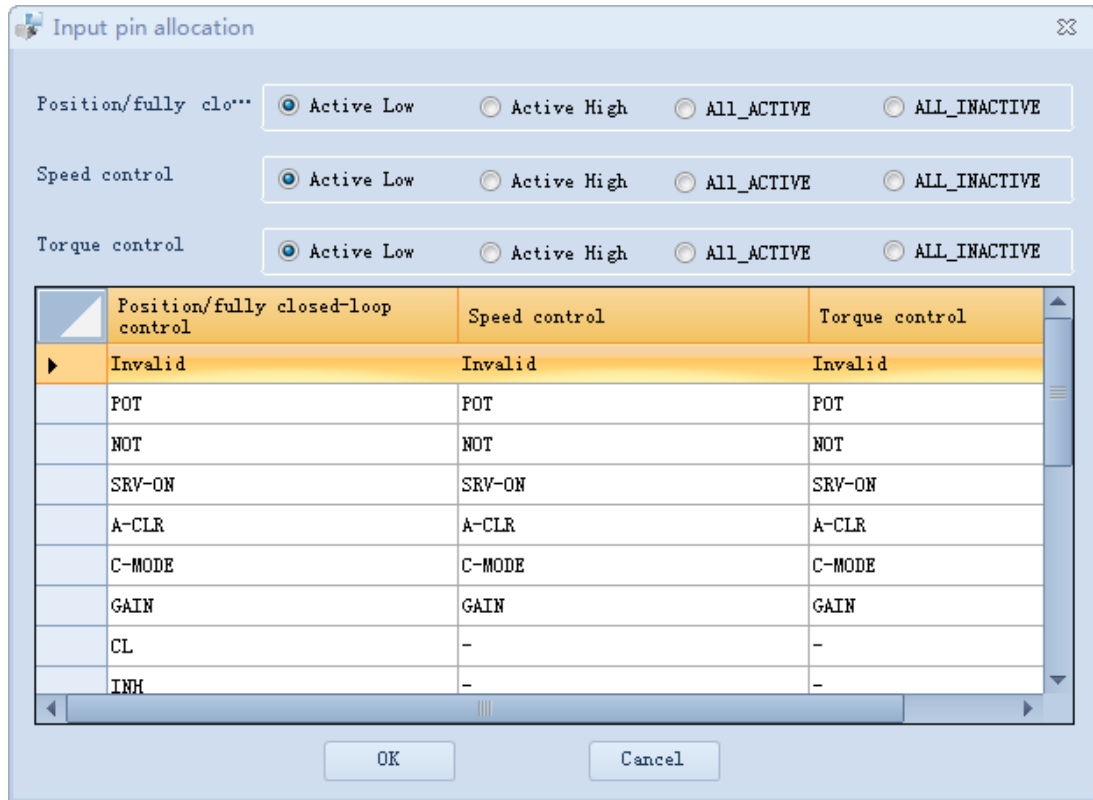 Input pin allocation
Position/fully clo… Active Low Active High All_ACTIVE ALL_INACTIVE
Speed control Active Low Active High All_ACTIVE ALL_INACTIVE
Torque control Active Low Active High All_ACTIVE ALL_INACTIVE
Position/fully closed-loop
control Speed control Torque control
Invalid Invalid Invalid
POT POT POT
NOT NOT NOT
SRV-ON SRV-ON SRV-ON
A-CLR A-CLR A-CLR
C-MODE C-MODE C-MODE
GAIN GAIN GAIN
CL - -
INH - -
OK Cancel